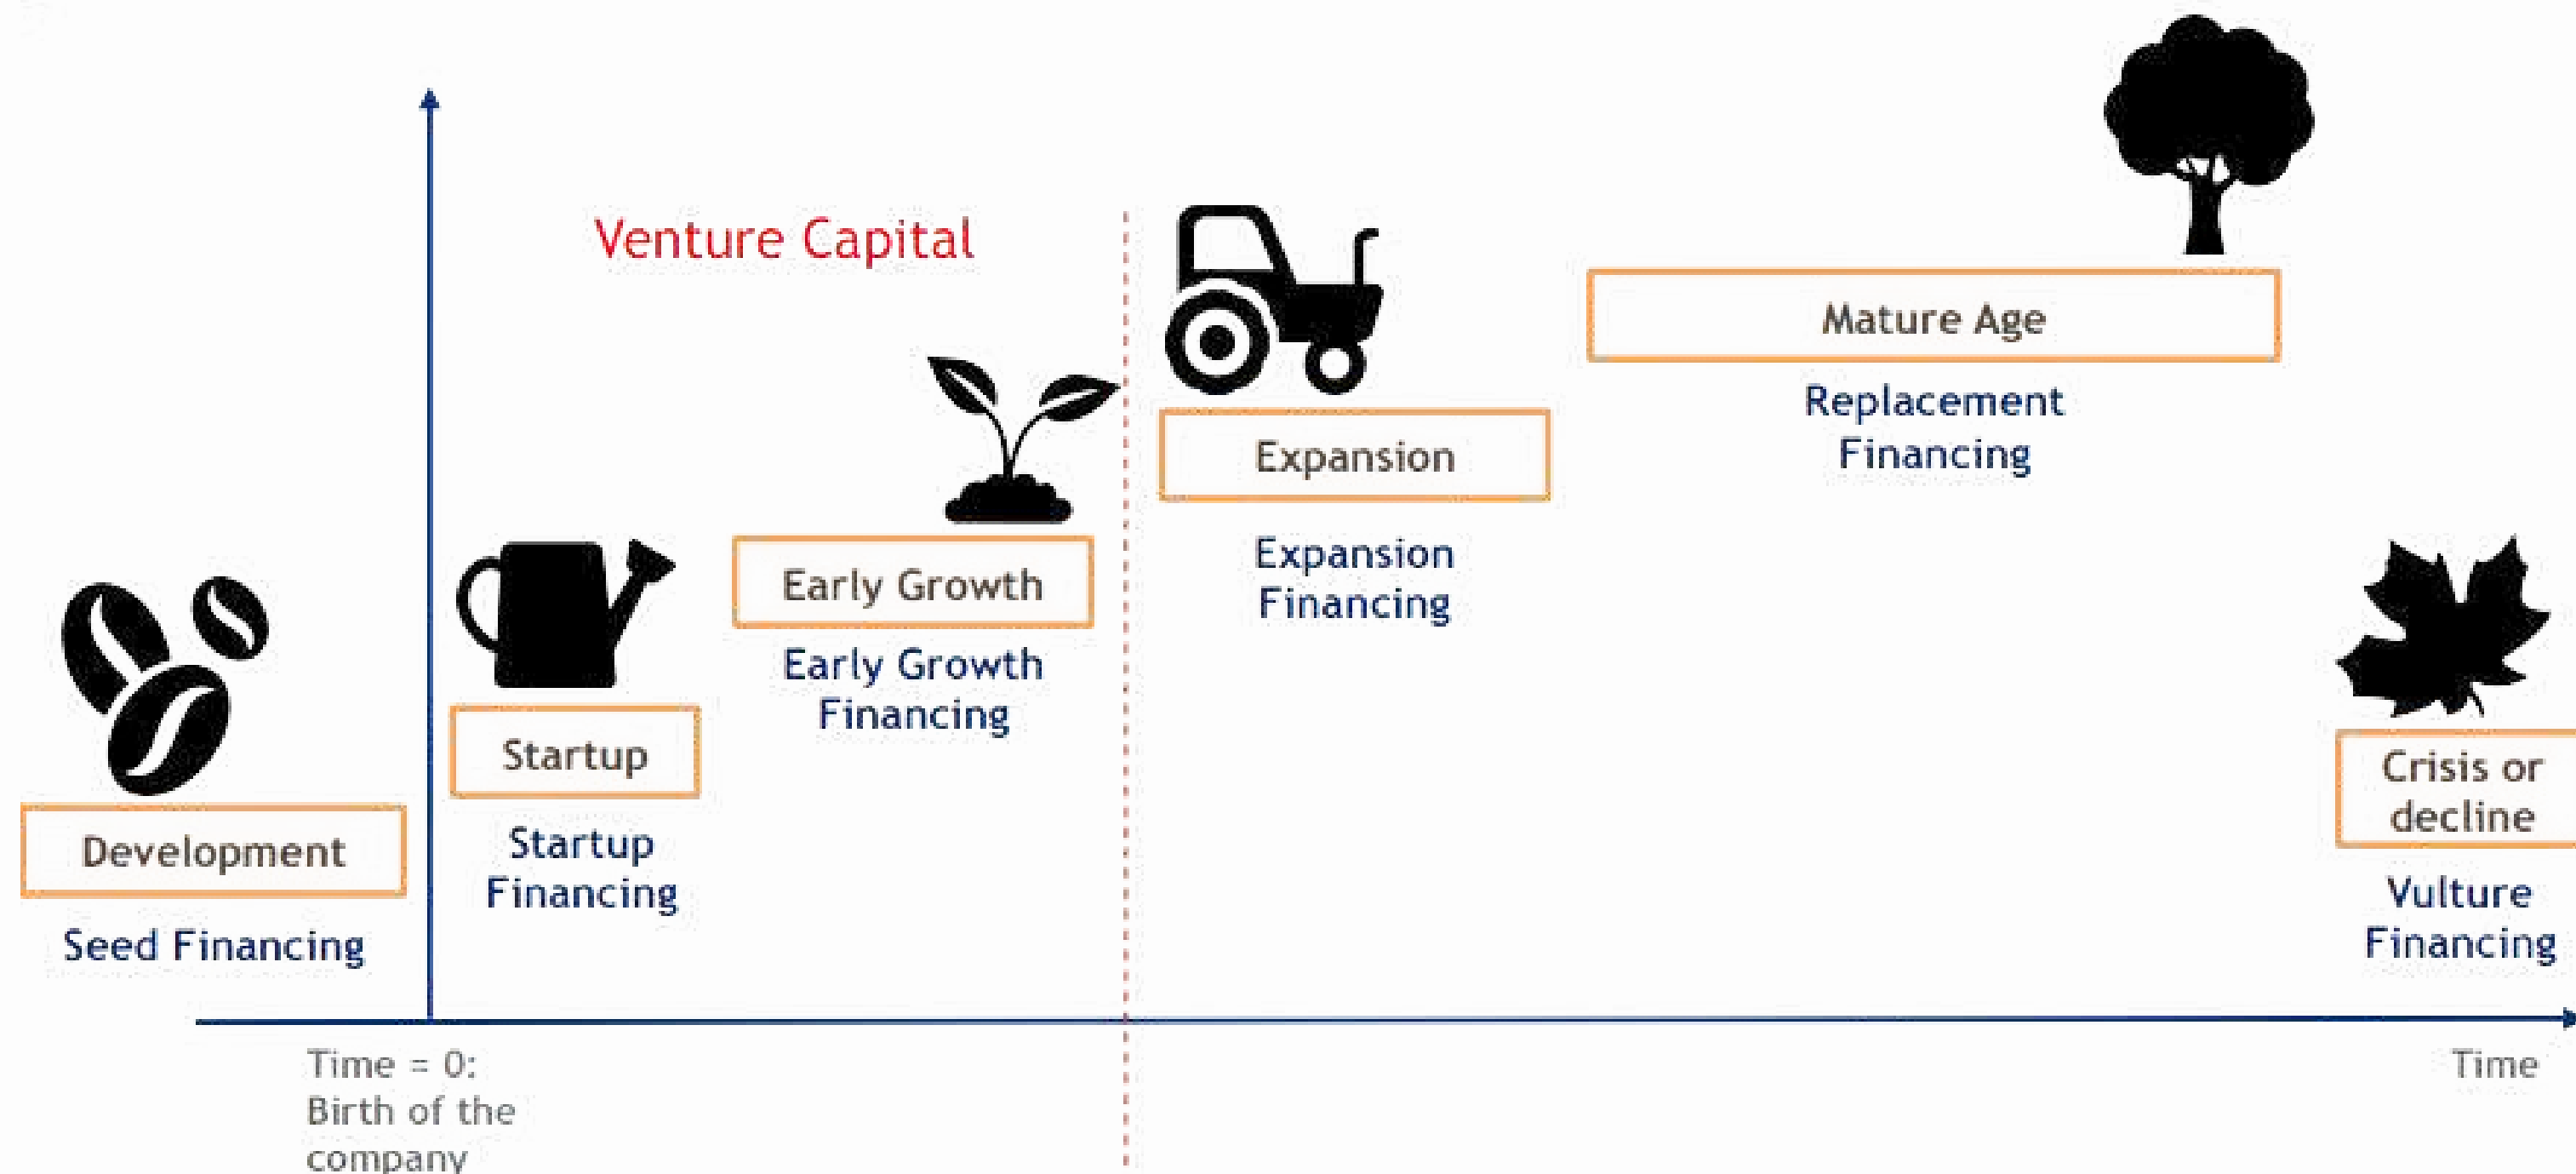 Venture Capital
Mature Age
Replacement
Financing
Expansion
Expansion
Financing
Early Growth
Early Growth
Financing
Startup
Startup
Financing
Development
Seed Financing
Crisis or
decline
Vulture
Financing
Time = 0:
Birth of the
company
Time